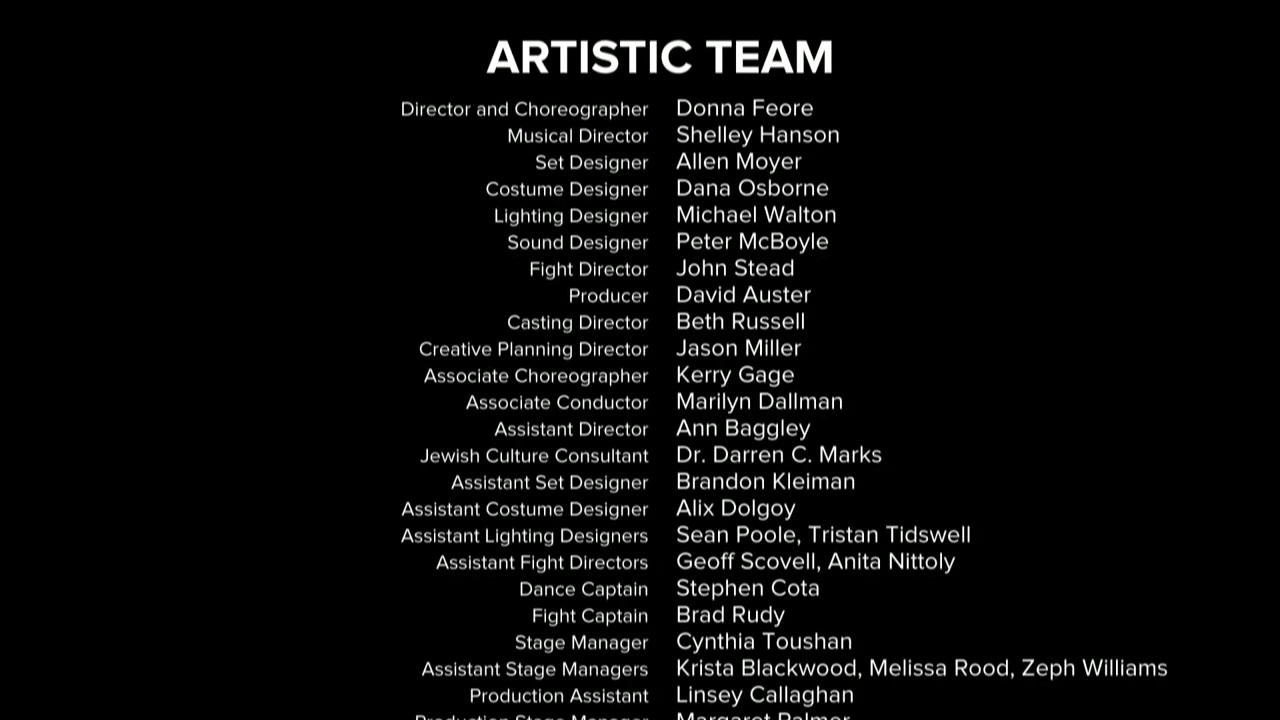 ARTISTIC TEAM
Director and Choreographer Donna Feore
Musical Director Shelley Hanson
Set Designer Allen Moyer
Costume Designer Dana Osborne
Lighting Designer Michael Walton
Sound Designer Peter McBoyle
Fight Director John Stead
Producer David Auster
Casting Director Beth Russell
Creative Planning Director Jason Miller
Associate Choreographer Kerry Gage
Associate Conductor Marilyn Dallman
Assistant Director Ann Baggley
Jewish Culture Consultant Dr. Darren C. Marks
Assistant Set Designer Brandon Kleiman
Assistant Costume Designer Alix Dolgoy
Assistant Lighting Designers Sean Poole, Tristan Tidswell
Assistant Fight Directors Geoff Scovell, Anita Nittoly
Dance Captain Stephen Cota
Fight Captain Brad Rudy
Stage Manager Cynthia Toushan
Assistant Stage Managers Krista Blackwood, Melissa Rood, Zeph Williams
Production Assistant Linsey Callaghan
Production Stage Manager Margaret Palmer